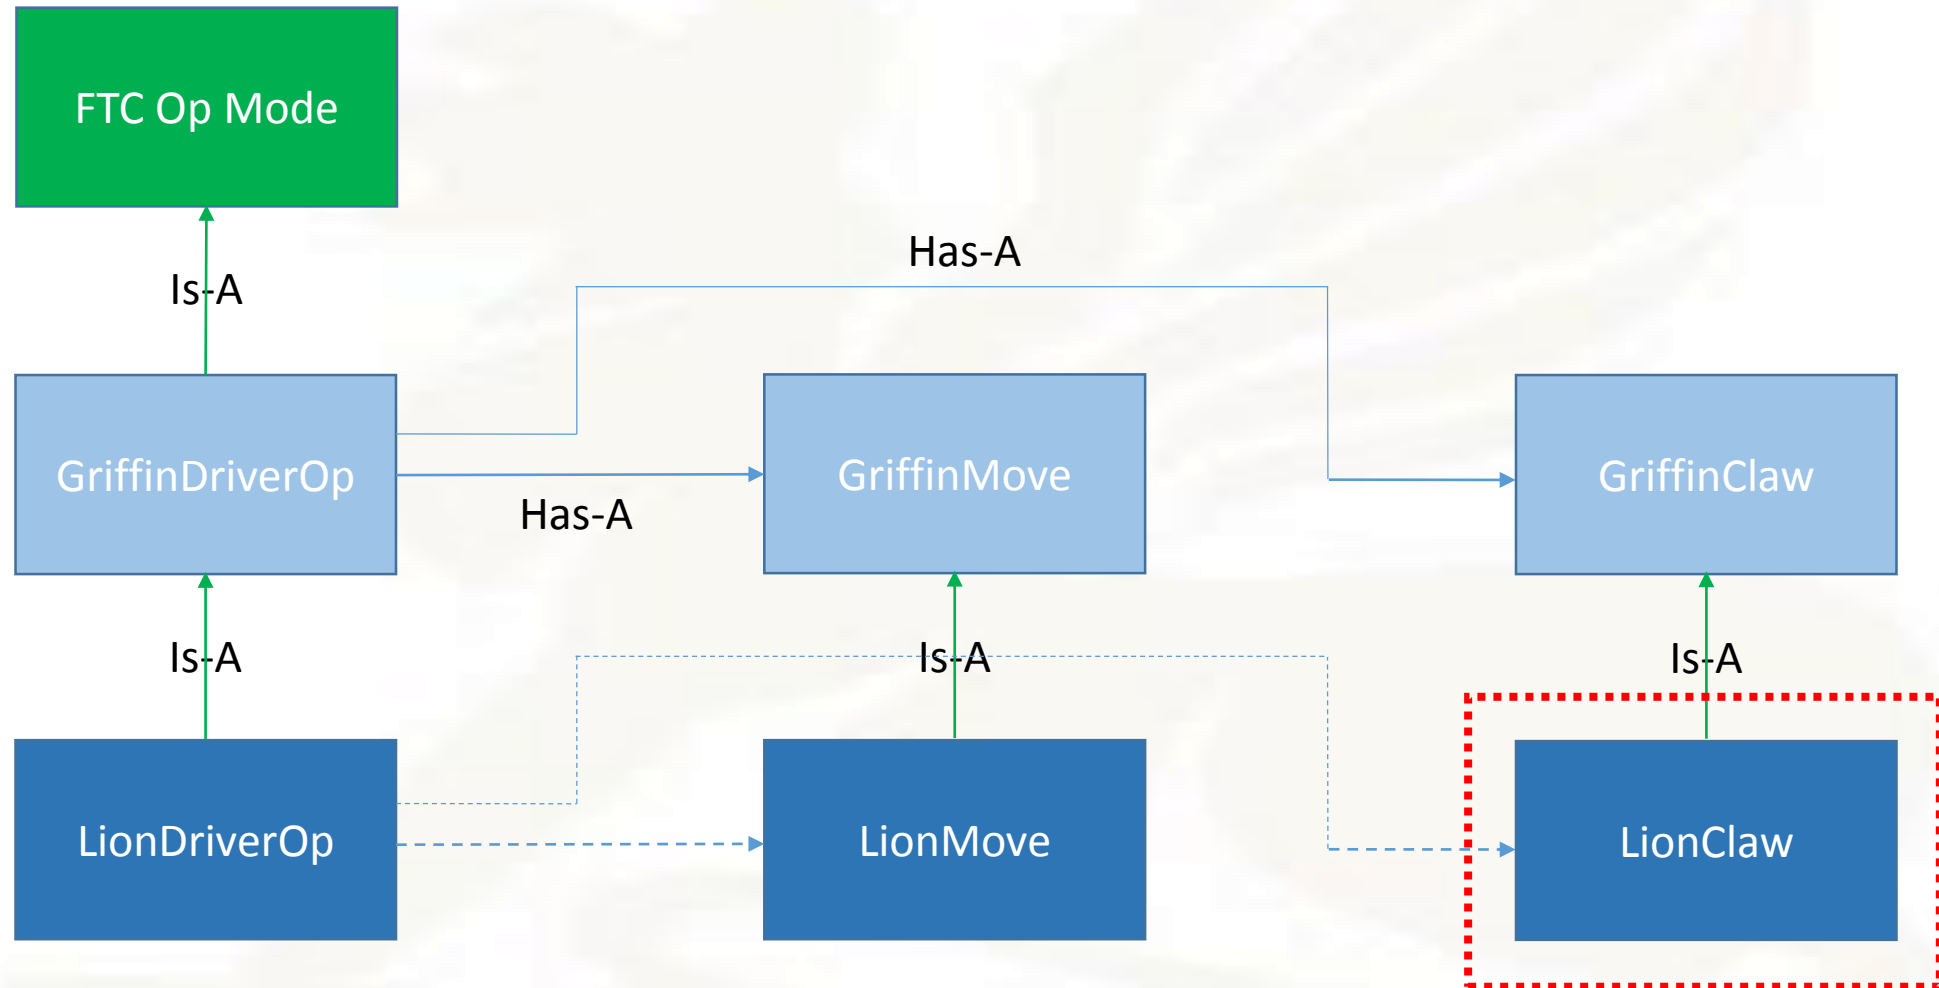 FTC Op Mode
Has-A
Is-A
GriffinDriverOp
GriffinMove
GriffinClaw
Has-A
Is-A
Is-A
Is-A
LionDriverOp
LionMove
LionClaw